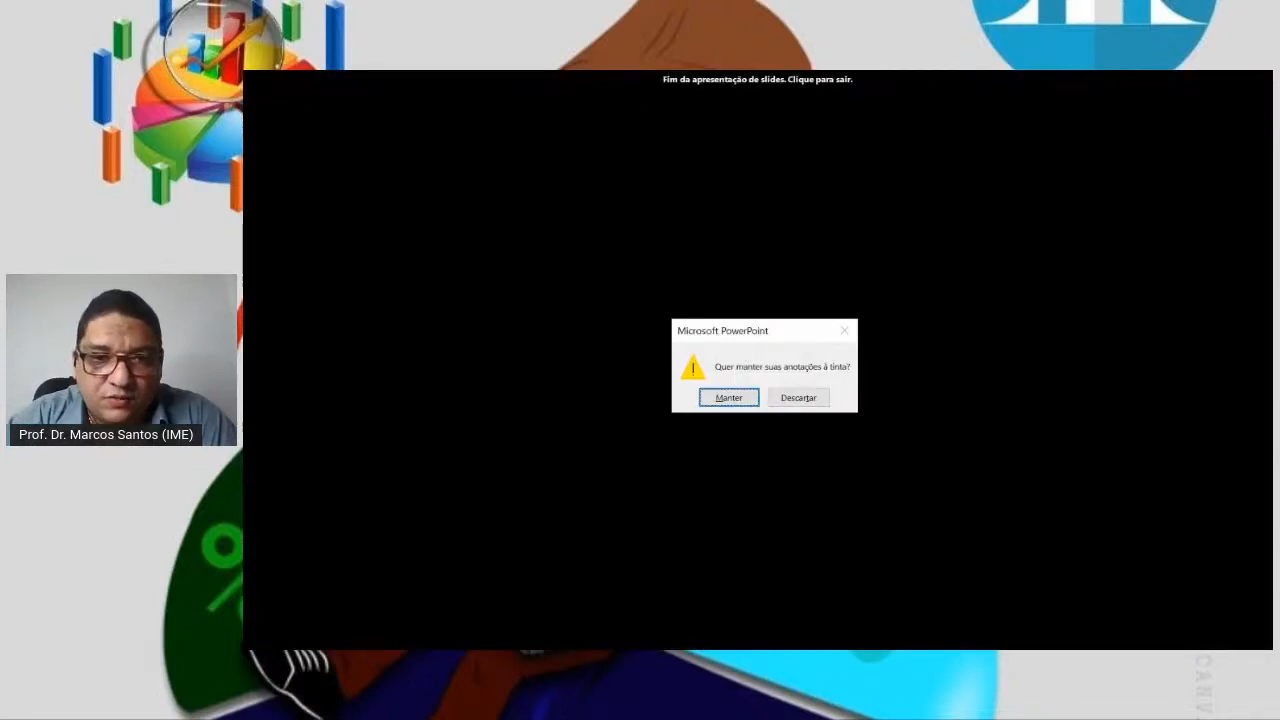 Fim da apresentação de slides. Clique para sair.
Microsoft PowerPoint
Quer manter suas anotações à tinta?
Manter
Descartar
Prof. Dr. Marcos Santos (IME)
%
CANV